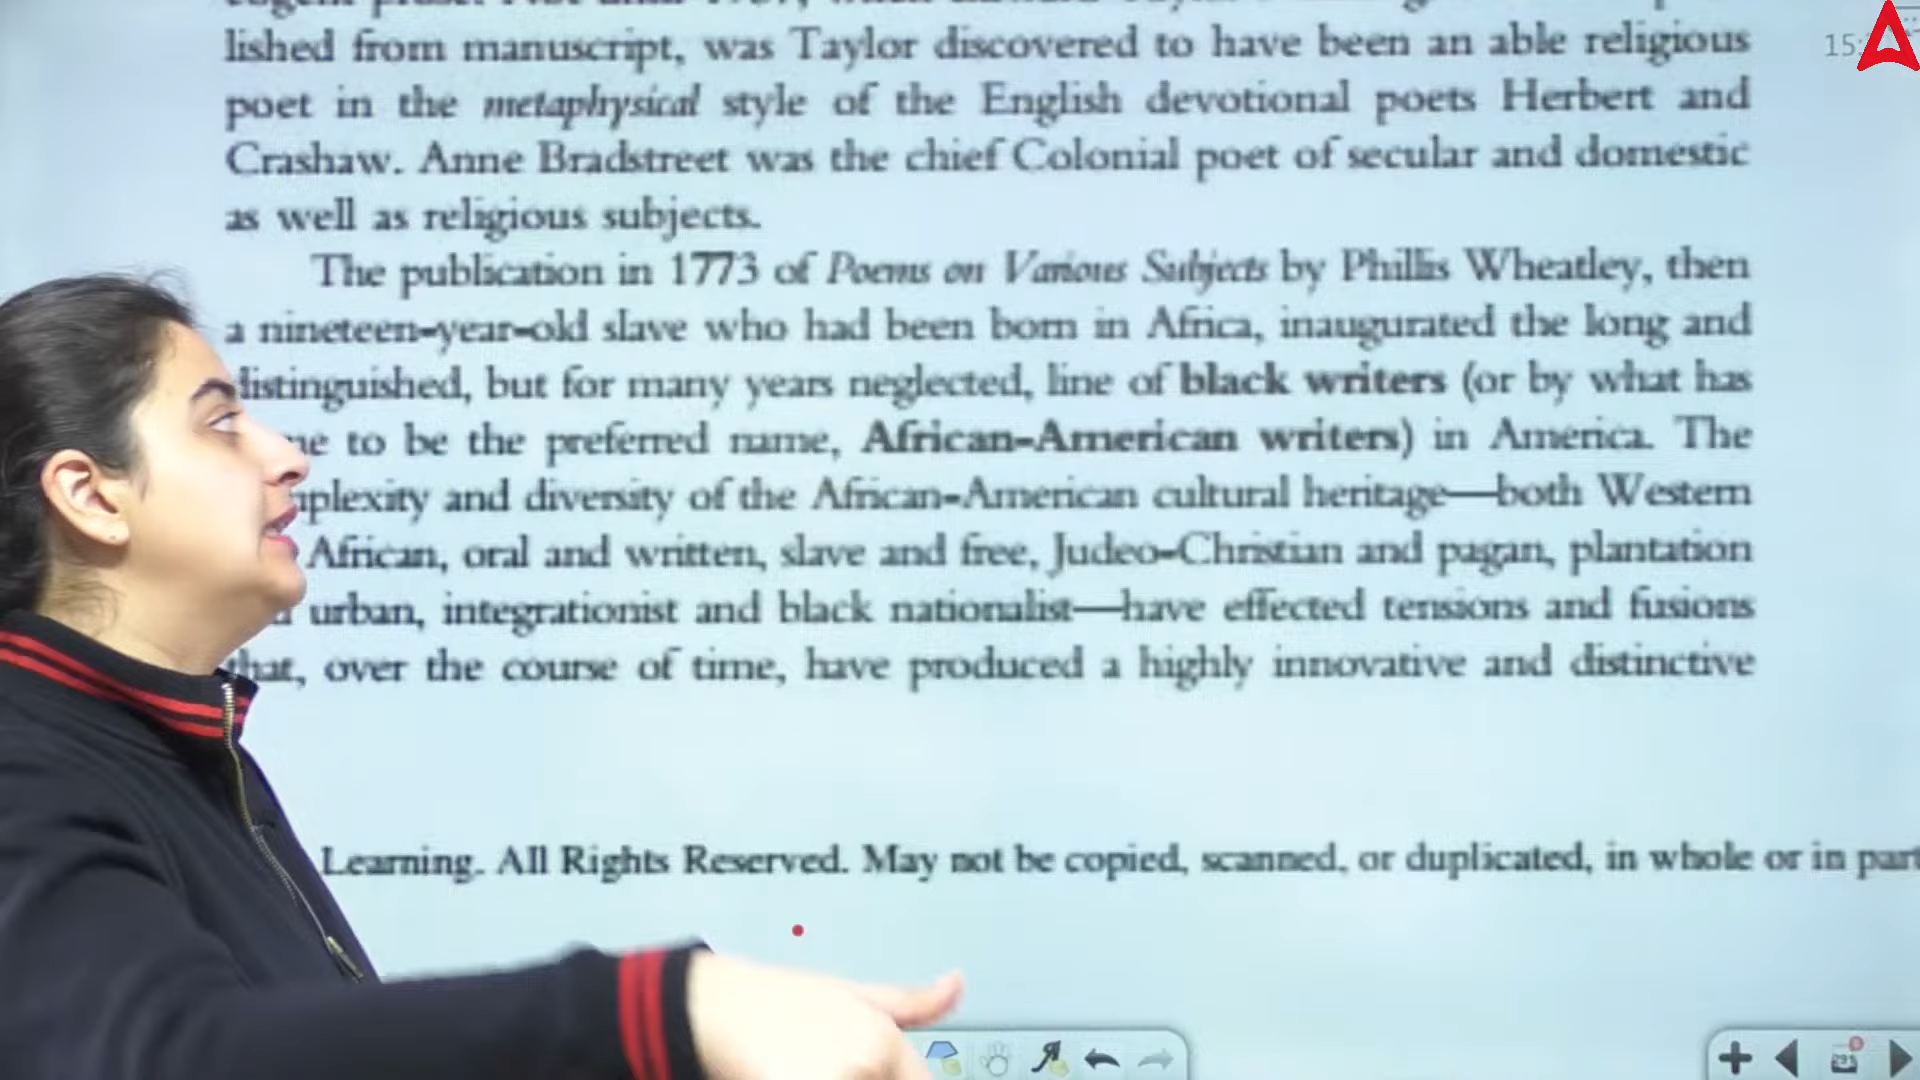 lished from manuscript, was Taylor discovered to have been an able religious
poet in the metaphysical style of the English devotional poets Herbert and
Crashaw. Anne Bradstreet was the chief Colonial poet of secular and domestic
as well as religious subjects.
The publication in 1773 of Poems on Various Subjects by Phillis Wheatley, then
a nineteen-year-old slave who had been born in Africa, inaugurated the long and
distinguished, but for many years neglected, line of black writers (or by what has
to be the preferred name, African-American writers) in America. The
and diversity of the African-American cultural heritage—both Western
African, oral and written, slave and free, Judeo-Christian and pagan, plantation
urban, integrationist and black nationalist—have effected tensions and fusions
that, over the course of time, have produced a highly innovative and distinctive
Learning. All Rights Reserved. May not be copied, scanned, or duplicated, in whole or in part